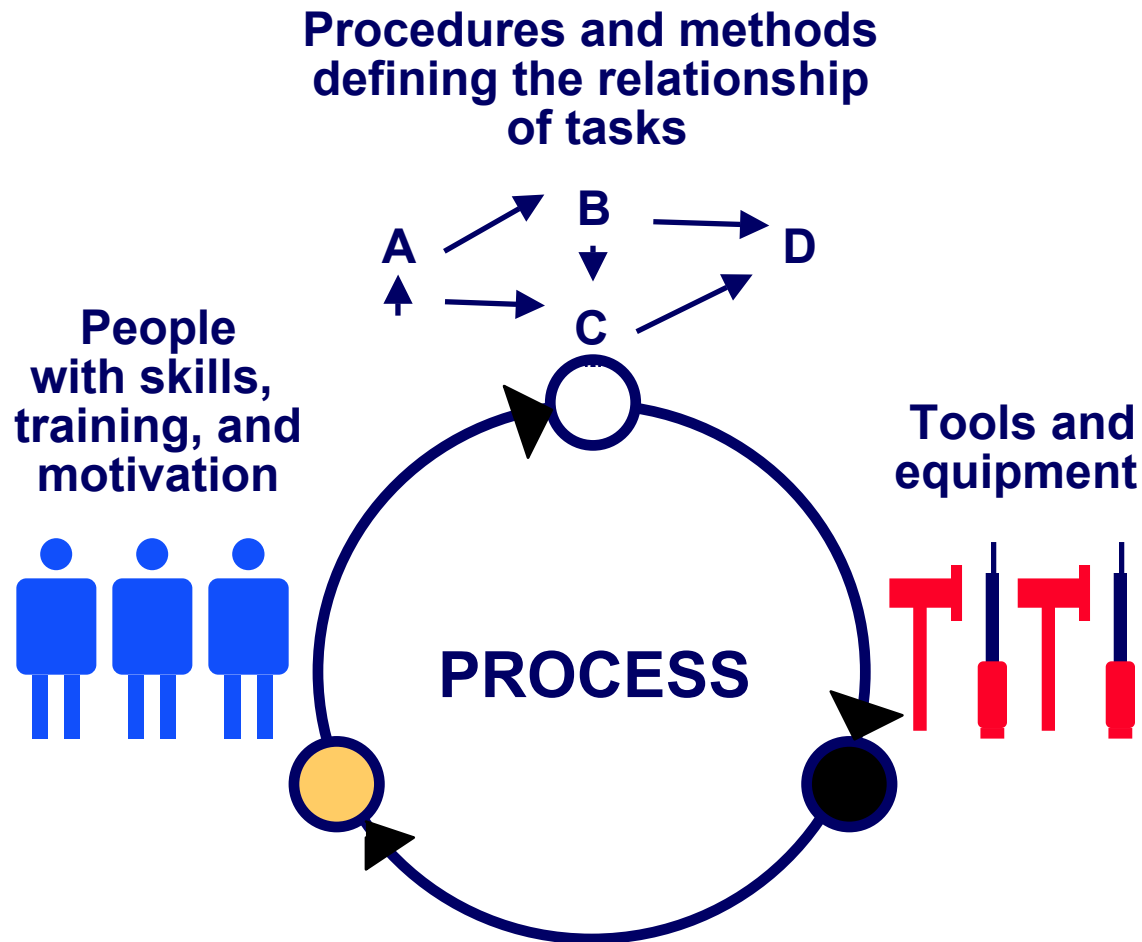 Procedures and methods
defining the relationship
of tasks
B
A
D
C
People
with skills,
training, and
motivation
Tools and
equipment
PROCESS